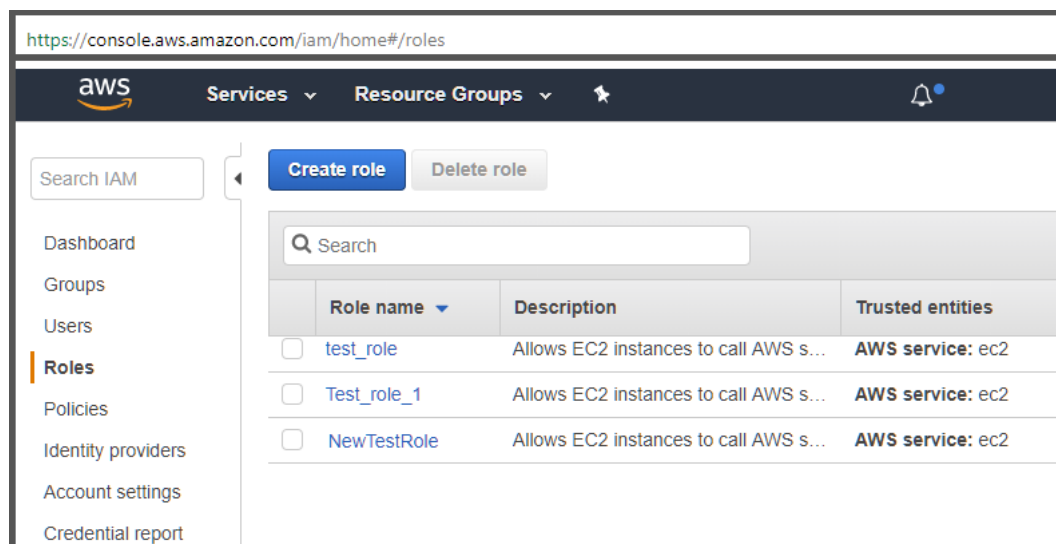 https://console.aws.amazon.com/iam/home#/roles
aws Services Resource Groups
Search IAM
Create role Delete role
Search
Dashboard
Groups
Users
Roles
Policies
Identity providers
Account settings
Credential report
Role name Description Trusted entities
test_role Allows EC2 instances to call AWS s... AWS service: ec2
Test_role_1 Allows EC2 instances to call AWS s... AWS service: ec2
NewTestRole Allows EC2 instances to call AWS s... AWS service: ec2